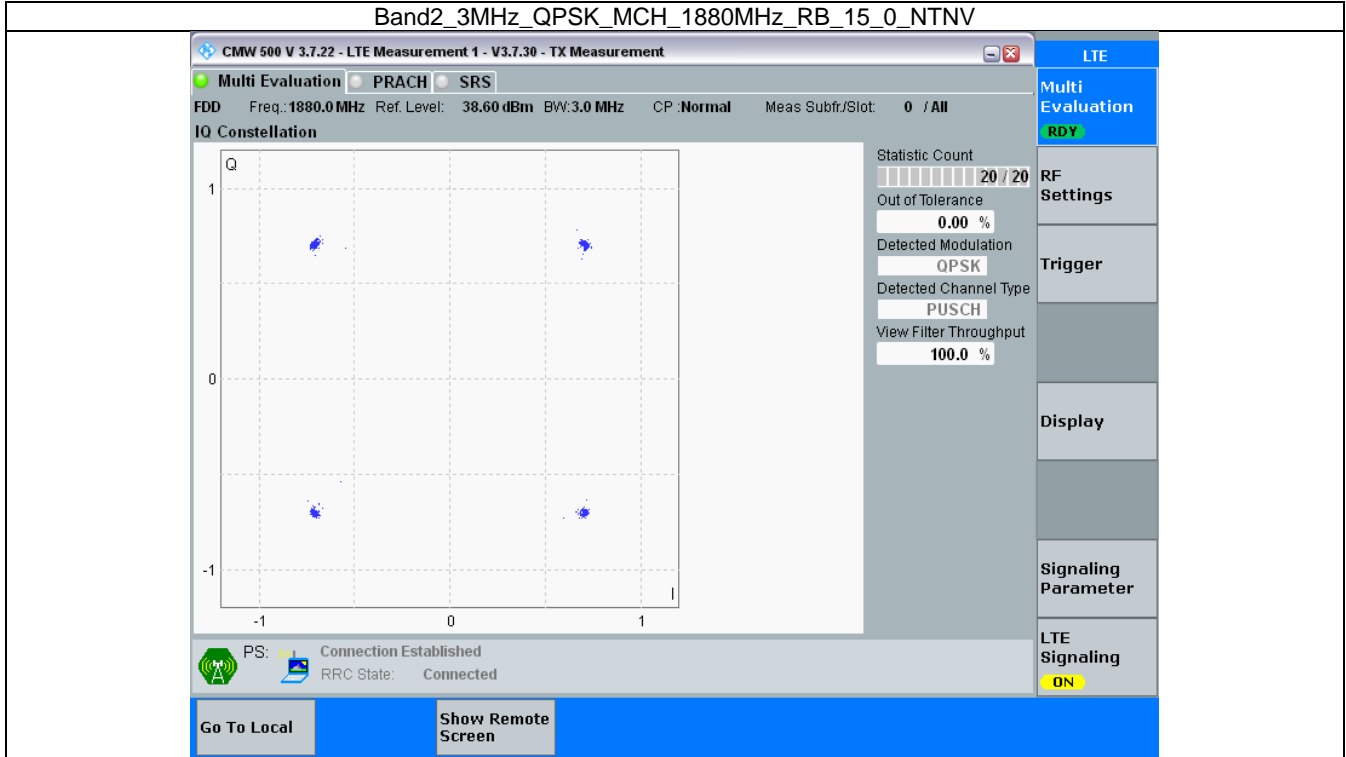 Band2_3MHz_QPSK_MCH_1880MHz_RB_15_0_NTNV
CMW 500 V 3.7.22 - LTE Measurement 1 - V3.7.30 - TX Measurement
LTE
Multi Evaluation PRACH SRS
Multi
Evaluation
RDY
FDD Freq.: 1880.0 MHz Ref. Level: 38.60 dBm BW: 3.0 MHz CP : Normal Meas Subfr./Slot: 0 / All
IQ Constellation
Q
1
0
-1
I
-1 0 1
Statistic Count
20 / 20
Out of Tolerance
0.00 %
Detected Modulation
QPSK
Detected Channel Type
PUSCH
View Filter Throughput
100.0 %
RF
Settings
Trigger
Display
Signaling
Parameter
LTE
Signaling
ON
PS: Connection Established
RRC State: Connected
Go To Local
Show Remote
Screen